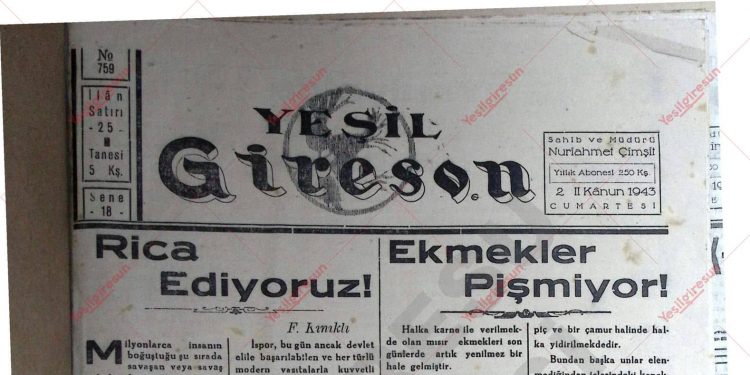 No
759
İlân
Satırı
- 25 -
Tanesi
5 Kş.
Sene
- 18 -
YEŞİL
Gireson
Sahib ve Müdürü
Nurlahmet Çimşit
Yıllık Abonesi 250 Kş.
2 II Kânun 1943
CUMARTESİ
Rica
Ediyoruz!
F. Kınıklı
Milyonlarca insanın
boğuştuğu şu sırada
savaşan veya savaş
İspor, bu gün ancak devlet
elile başarılabilen ve her türlü
modern vasıtalarla kuvvetli
Ekmekler
Pişmiyor!
Halka karne ile verilmek-
de olan mısır ekmekleri son
günlerde artık yenilmez bir
hale gelmiştir.
piç ve bir çamur halinde hal-
ka yidirilmekdedir.
Bundan başka unlar elen-
Yesilgiresun